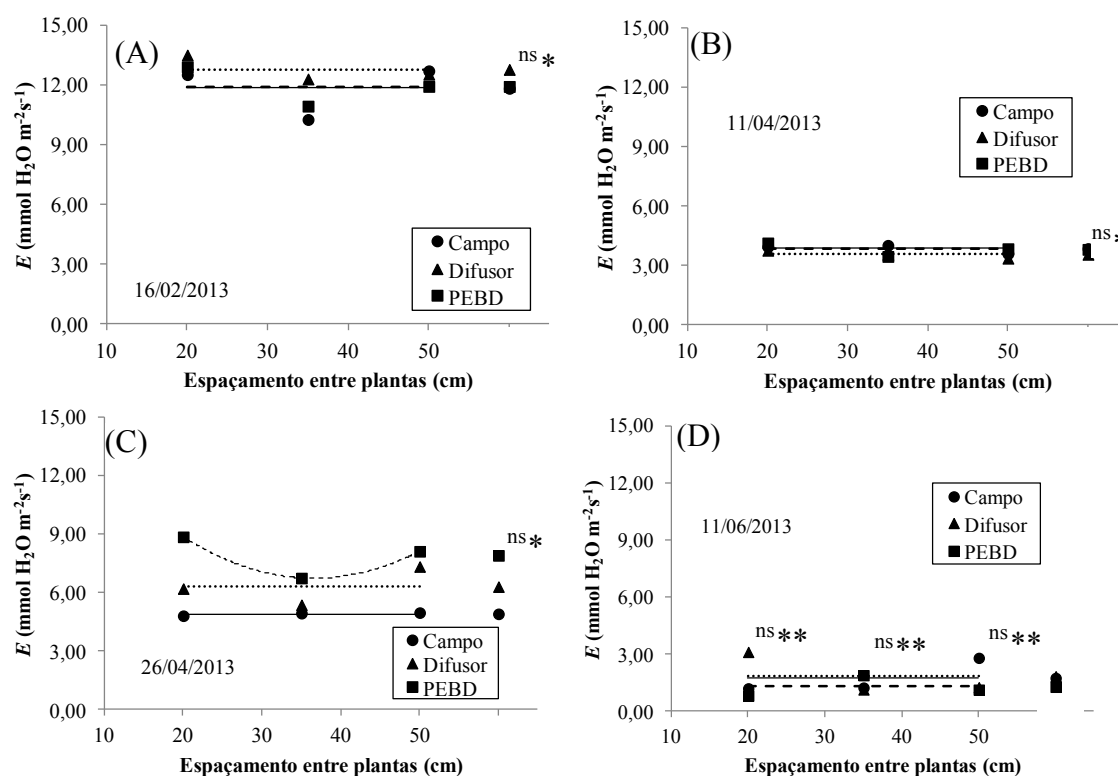 (A)
15,00
12,00
9,00
6,00
3,00
0,00
E (mmol H₂O m⁻²s⁻¹)
ns *
Campo
Difusor
PEBD
16/02/2013
10 20 30 40 50
Espaçamento entre plantas (cm)
(B)
15,00
12,00
9,00
6,00
3,00
0,00
E (mmol H₂O m⁻²s⁻¹)
11/04/2013
Campo
Difusor
PEBD
ns *
10 20 30 40 50
Espaçamento entre plantas (cm)
(C)
15,00
12,00
9,00
6,00
3,00
0,00
E (mmol H₂O m⁻²s⁻¹)
ns *
Campo
Difusor
PEBD
26/04/2013
10 20 30 40 50
Espaçamento entre plantas (cm)
(D)
15,00
12,00
9,00
6,00
3,00
0,00
E (mmol H₂O m⁻²s⁻¹)
Campo
Difusor
PEBD
11/06/2013
ns ** ns ** ns **
10 20 30 40 50
Espaçamento entre plantas (cm)